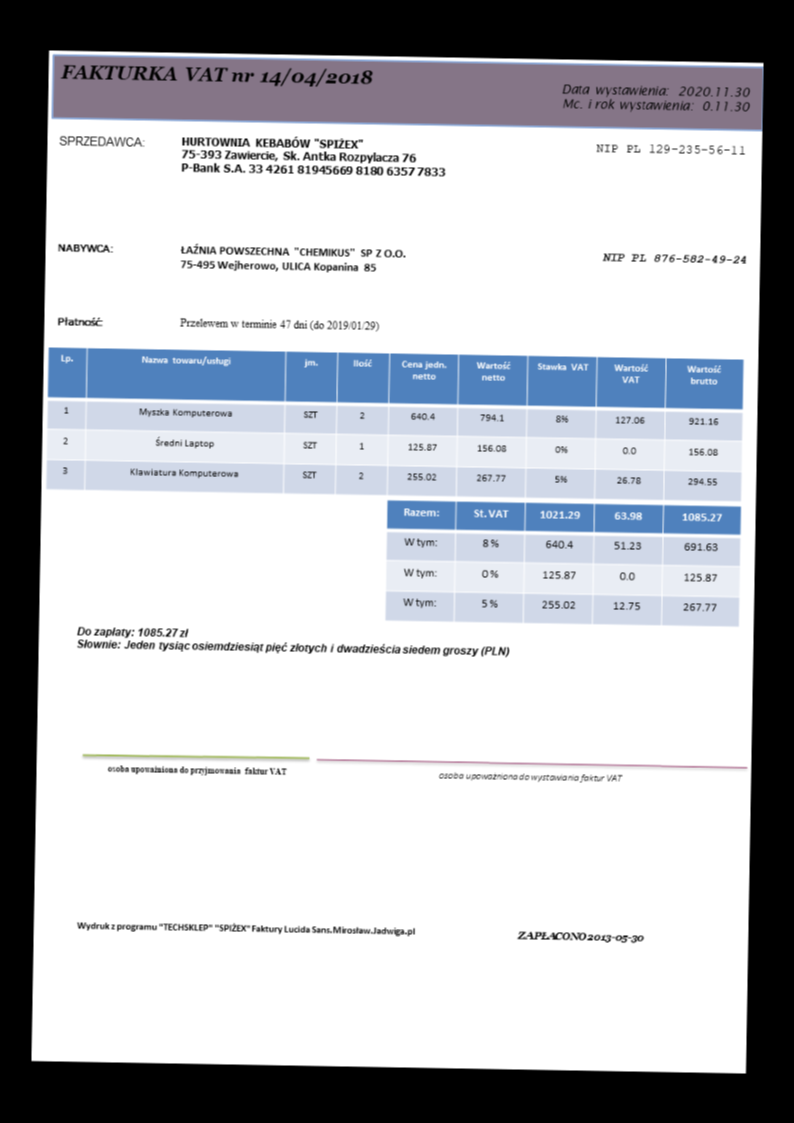 FAKTURKA VAT nr 14/04/2018
Data wystawienia: 2020.11.30
Mc. i rok wystawienia: 0.11.30
SPRZEDAWCA:
HURTOWNIA KEBABÓW "SPIŻEX"
NIP PL 129-235-56-11
75-393 Zawiercie, Sk. Antka Rozpylacza 76
P-Bank S.A. 33 4261 81945669 8180 6357 7833
NABYWCA:
ŁAŹNIA POWSZECHNA "CHEMIKUS" SP Z O.O.
NIP PL 876-582-49-24
75-495 Wejherowo, ULICA Kopanina 85
Płatność:
Przelewem w terminie 47 dni (do 2019/01/29)
Lp. Nazwa towaru/usługi jm. Ilość Cena jedn. netto Wartość netto Stawka VAT Wartość VAT Wartość brutto
1 Myszka Komputerowa SZT 2 640.4 794.1 8% 127.06 921.16
2 Średni Laptop SZT 1 125.87 156.08 0% 0.0 156.08
3 Klawiatura Komputerowa SZT 2 255.02 267.77 5% 26.78 294.55
Razem: St.VAT 1021.29 63.98 1085.27
W tym: 8 % 640.4 51.23 691.63
W tym: 0 % 125.87 0.0 125.87
W tym: 5 % 255.02 12.75 267.77
Do zapłaty: 1085.27 zł
Słownie: Jeden tysiąc osiemdziesiąt pięć złotych i dwadzieścia siedem groszy (PLN)
osoba upoważniona do przyjmowania faktur VAT
osoba upoważniona do wystawiania faktur VAT
Wydruk z programu "TECHSKLEP" "SPIŻEX" Faktury Lucida Sans.Mirosław.Jadwiga.pl
ZAPŁACONO 2013-05-30